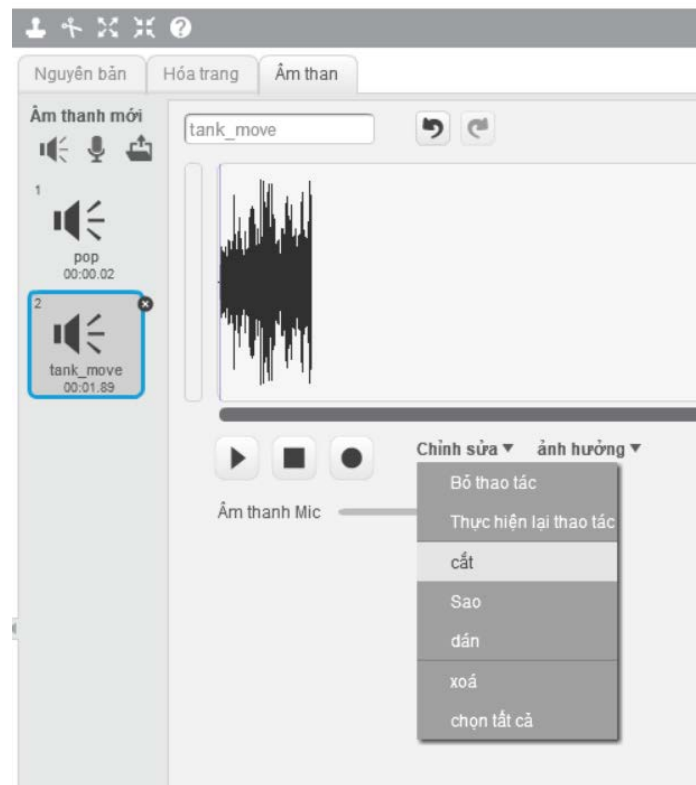 Nguyên bản
Hóa trang
Âm than
Âm thanh mới
tank_move
1
pop
00:00.02
2
tank_move
00:01.89
Chỉnh sửa
ảnh hưởng
Âm thanh Mic
Bỏ thao tác
Thực hiện lại thao tác
cắt
Sao
dán
xoá
chọn tất cả